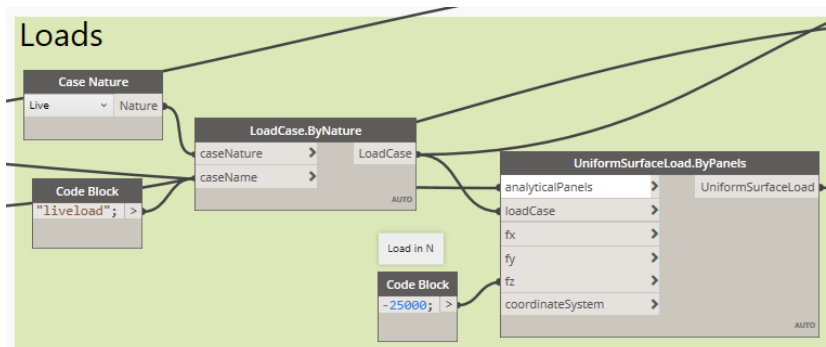 Loads
Case Nature
Live Nature
LoadCase.ByNature
caseNature > LoadCase
caseName >
AUTO
Code Block
"liveload"; >
UniformSurfaceLoad.ByPanels
analyticalPanels > UniformSurfaceLoad
loadCase >
fx >
fy >
fz >
coordinateSystem >
AUTO
Load in N
Code Block
-25000; >